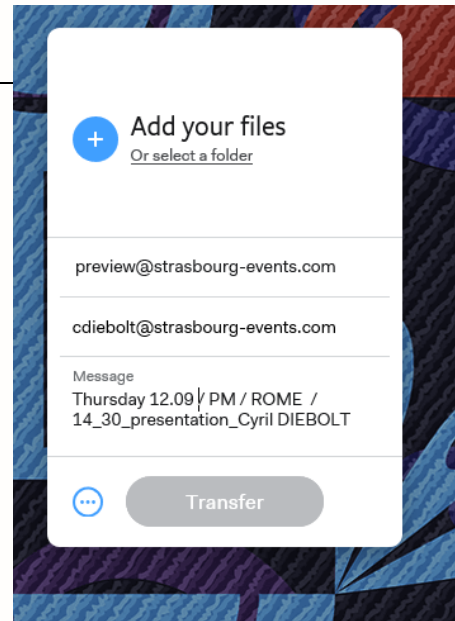 Add your files
Or select a folder
preview@strasbourg-events.com
cdiebolt@strasbourg-events.com
Message
Thursday 12.09 / PM / ROME /
14_30_presentation_Cyril DIEBOLT
Transfer